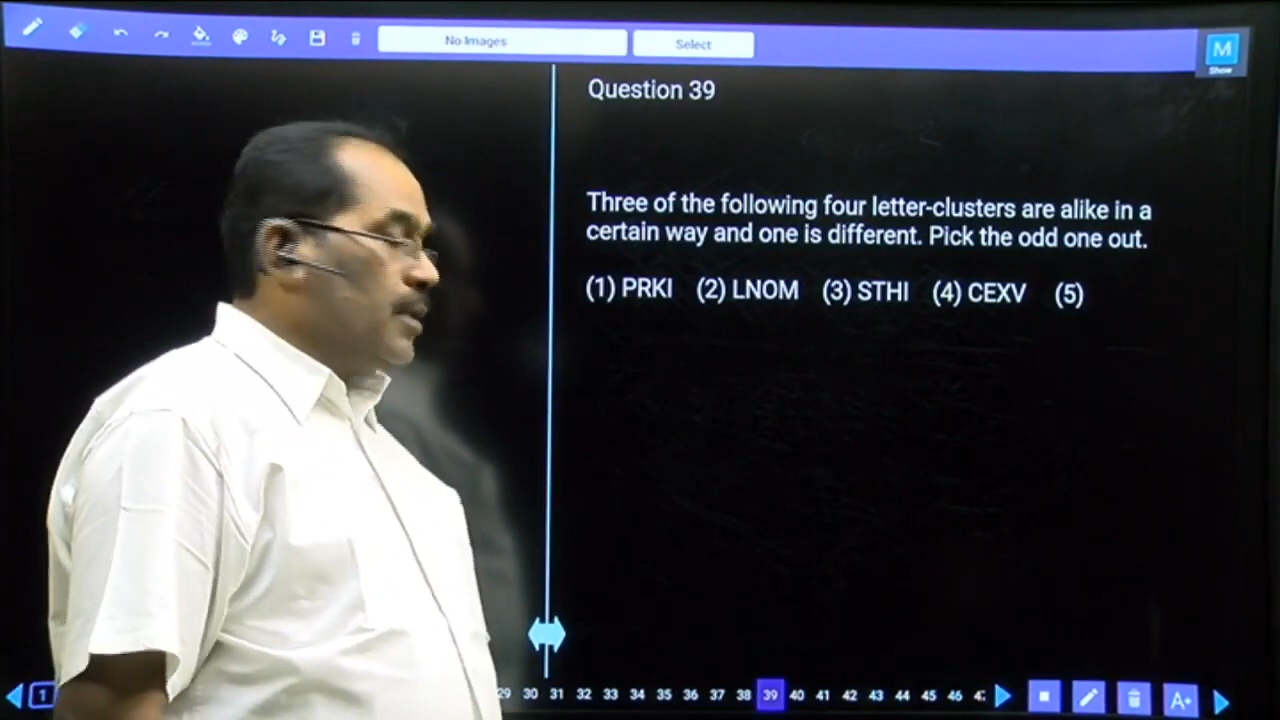 No Images
Select
M
Show
Question 39
Three of the following four letter-clusters are alike in a
certain way and one is different. Pick the odd one out.
(1) PRKI (2) LNOM (3) STHI (4) CEXV (5)
1 29 30 31 32 33 34 35 36 37 38 39 40 41 42 43 44 45 46
A+